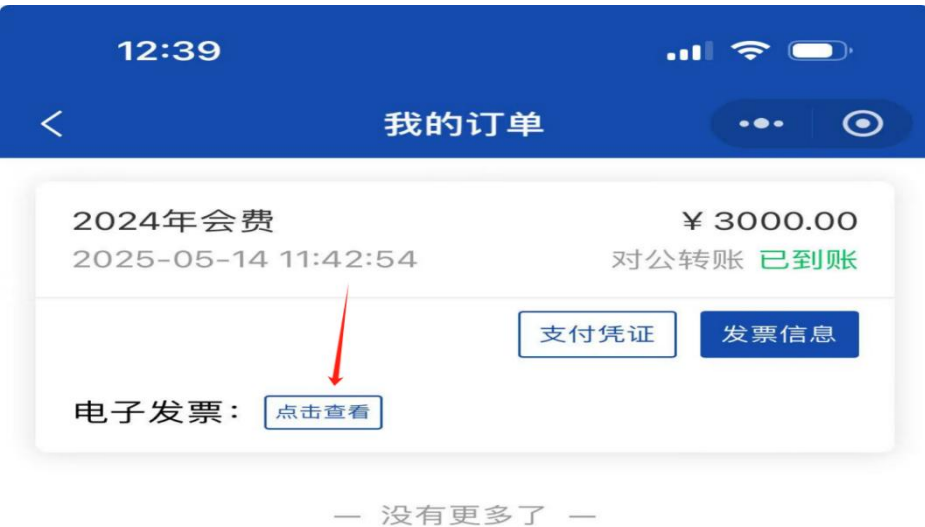 12:39
我的订单
2024年会费 ¥ 3000.00
2025-05-14 11:42:54 对公转账 已到账
支付凭证 发票信息
电子发票： 点击查看
— 没有更多了 —